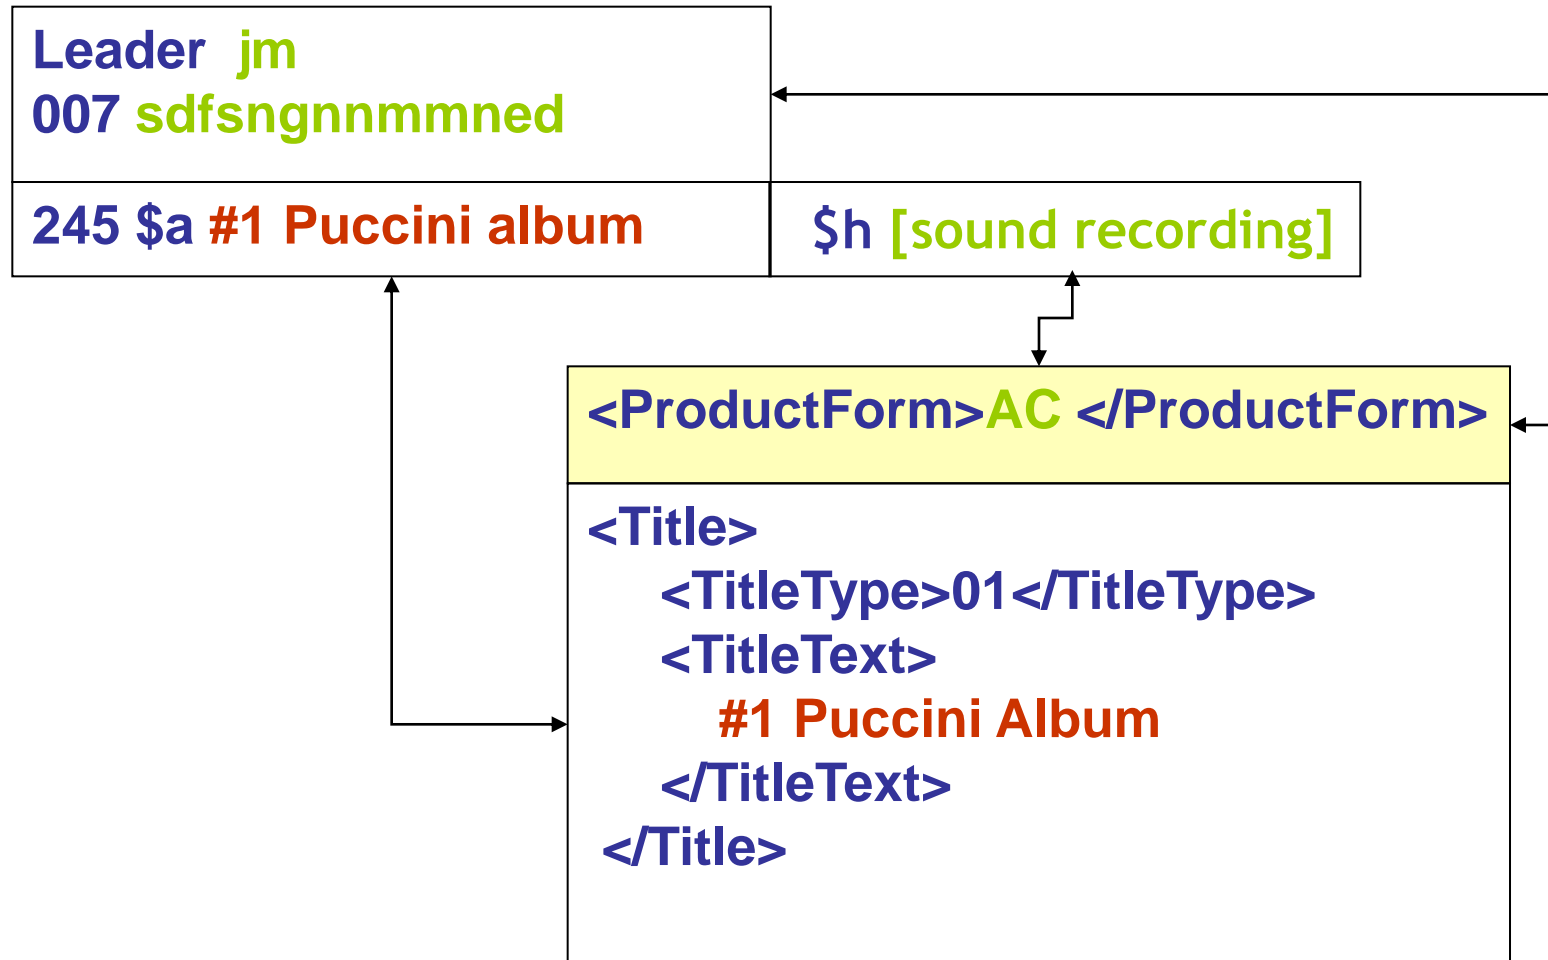 Leader jm
007 sdfsngnnmmned
245 $a #1 Puccini album $h [sound recording]
<ProductForm>AC </ProductForm>
<Title>
<TitleType>01</TitleType>
<TitleText>
#1 Puccini Album
</TitleText>
</Title>